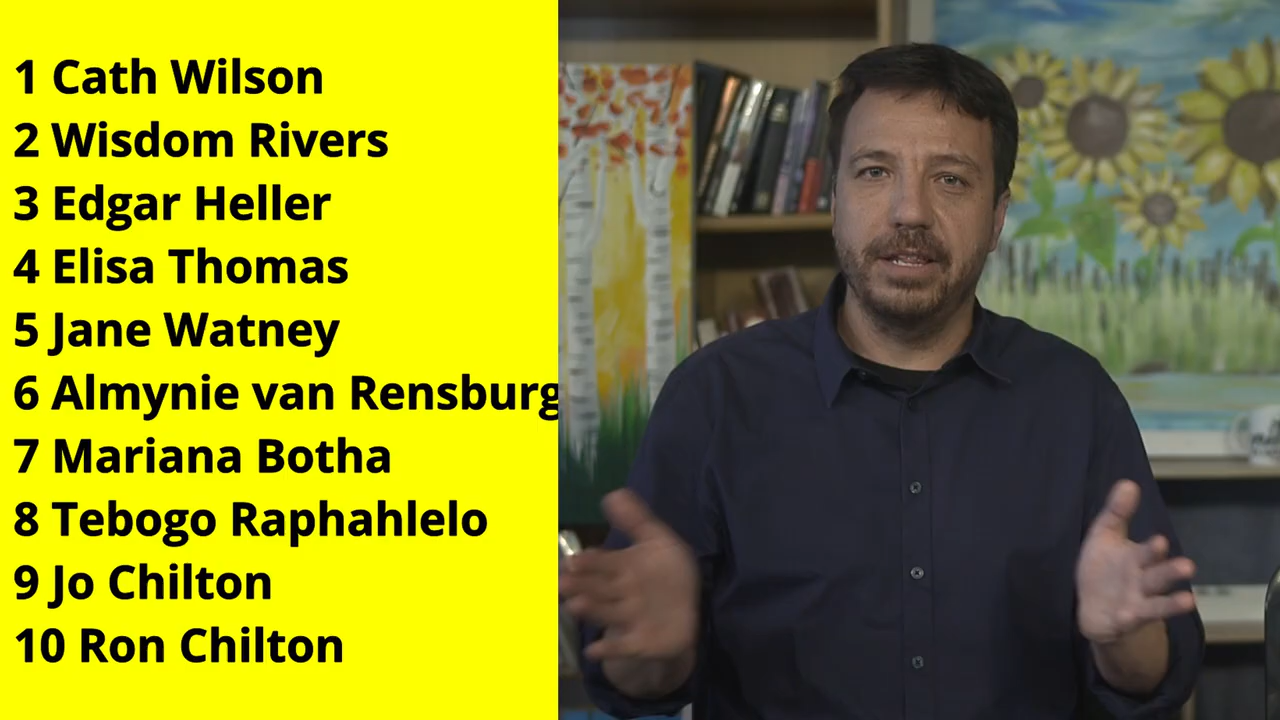 1 Cath Wilson
2 Wisdom Rivers
3 Edgar Heller
4 Elisa Thomas
5 Jane Watney
6 Almynie van Rensburg
7 Mariana Botha
8 Tebogo Raphahlelo
9 Jo Chilton
10 Ron Chilton